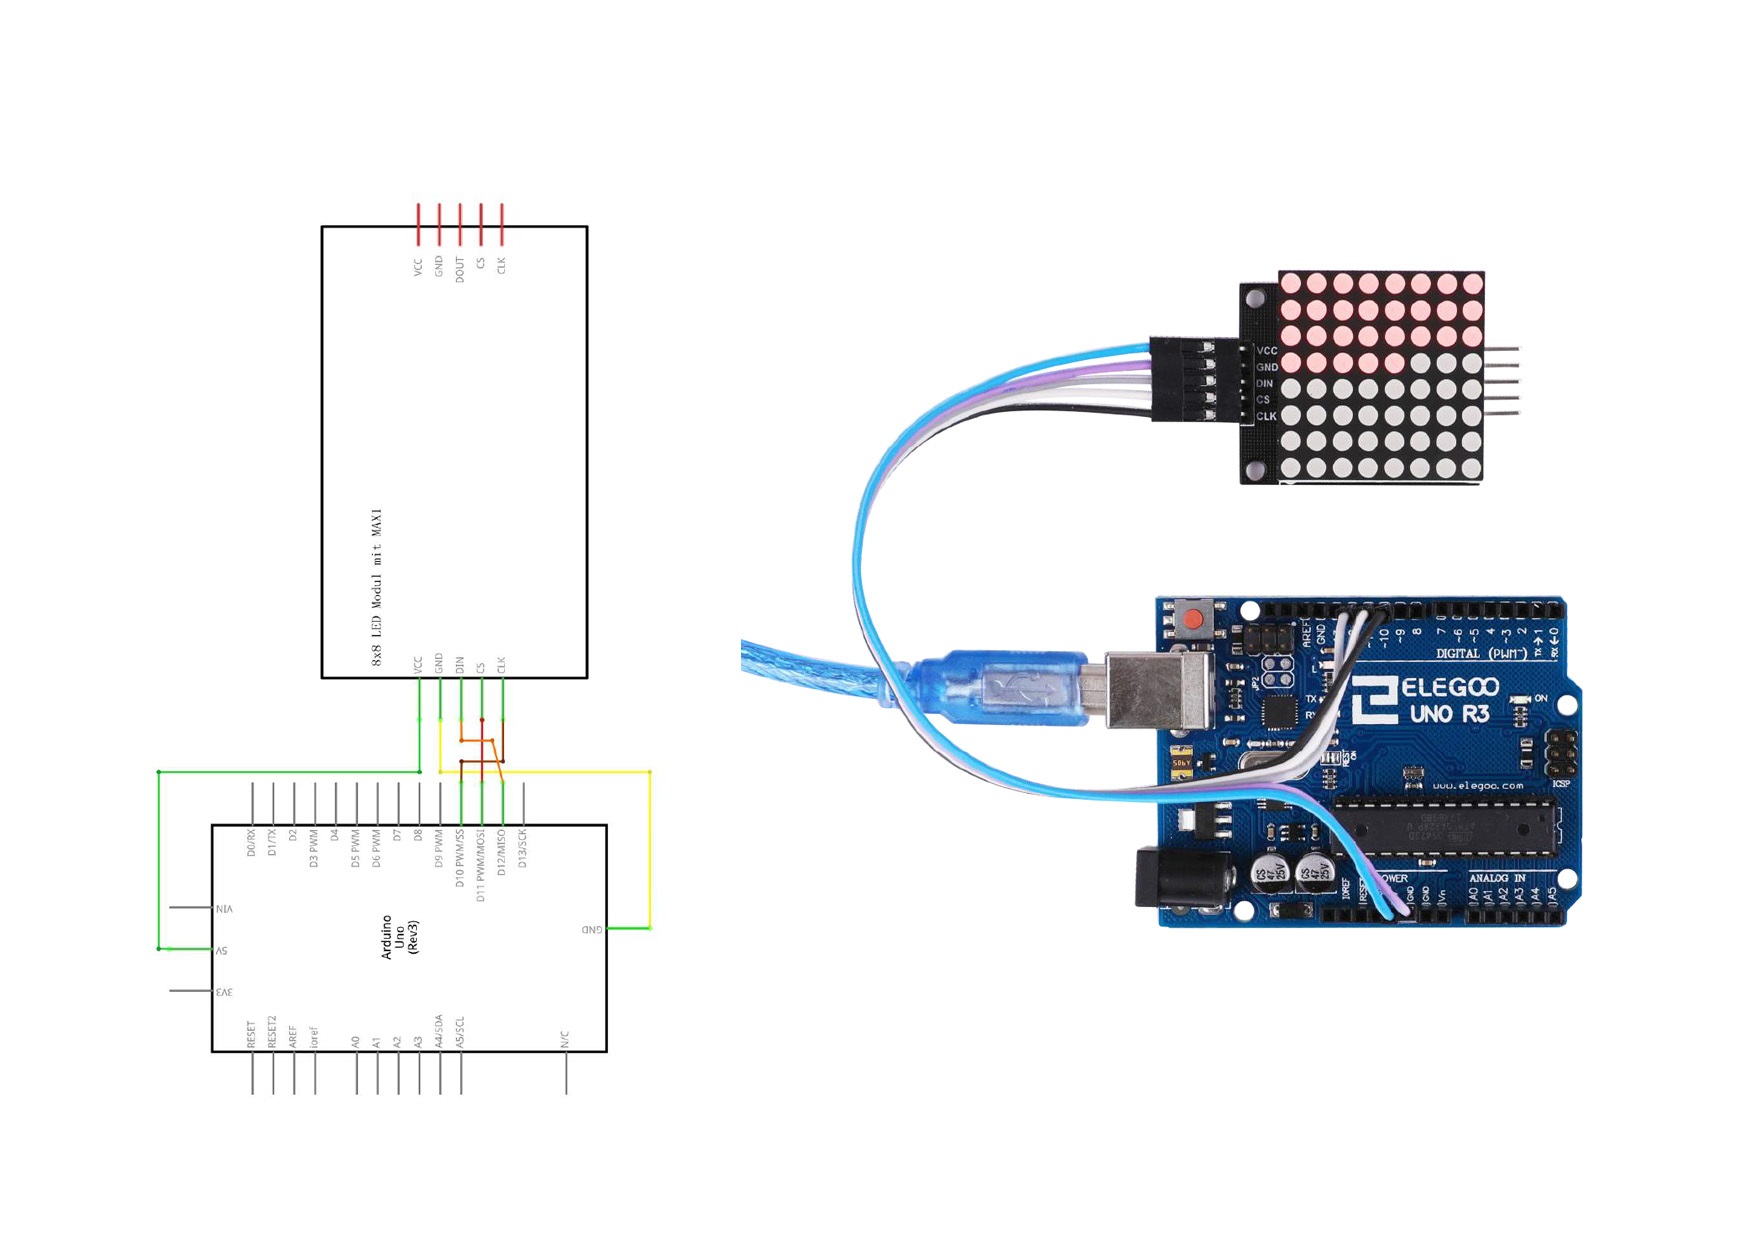 VCC
GND
DOUT
CS
CLK
8x8 LED Modul mit MAX1
VCC
GND
DIN
CS
CLK
D0/RX
D1/TX
D2
D3 PWM
D4
D5 PWM
D6 PWM
D7
D8
D9 PWM
D10 PWM/SS
D11 PWM/MOSI
D12/MISO
D13/SCK
VIN
5V
3V3
GND
Arduino
Uno
(Rev3)
RESET
RESET2
AREF
ioref
A0
A1
A2
A3
A4/SDA
A5/SCL
N/C
VCC
GND
DIN
CS
CLK
AREF
GND
~10
~9
8
7
~6
~5
4
~3
2
TX→1
RX←0
DIGITAL (PWM~)
L
TX
RX
JP2
ELEGOO
UNO R3
ON
ICSP
www.elegoo.com
CS
47
25V
CS
47
25V
IOREF
RESET
GND
GND
ANALOG IN
A0
A1
A2
A3
A4
A5